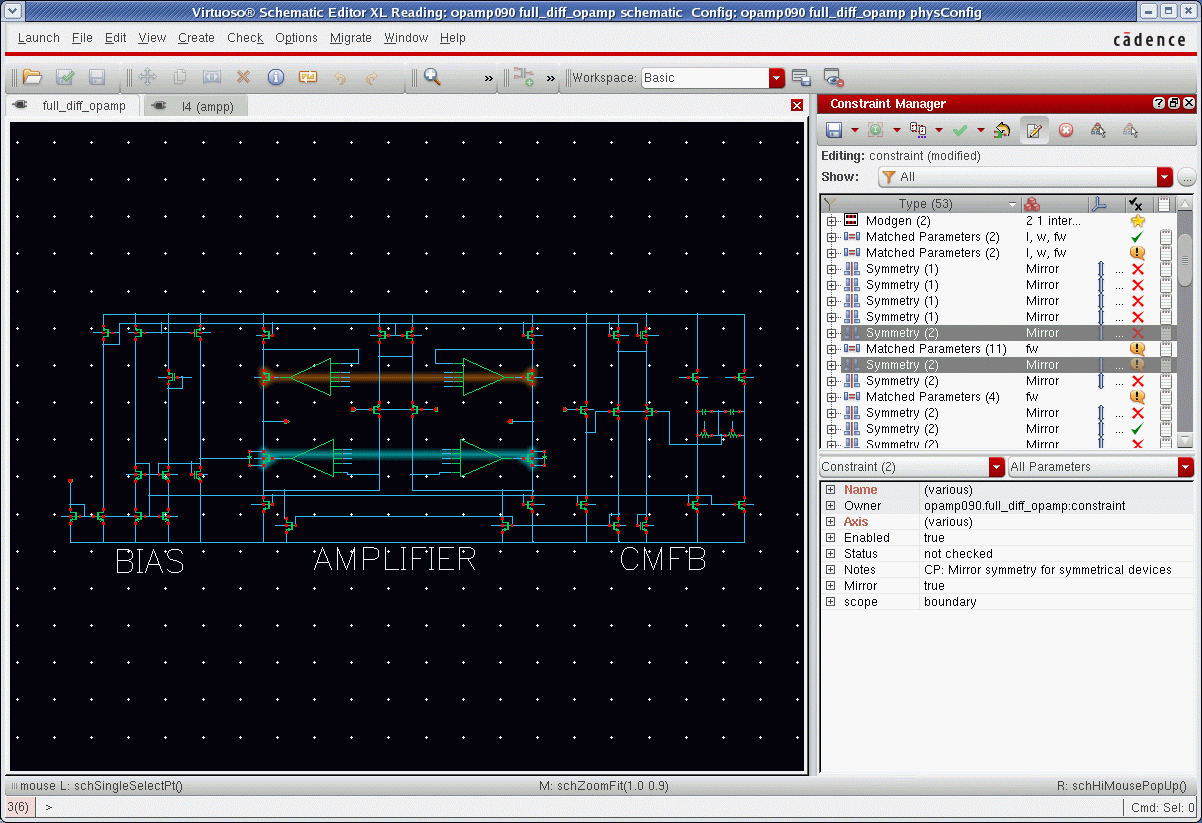 Virtuoso® Schematic Editor XL Reading: opamp090 full_diff_opamp schematic Config: opamp090 full_diff_opamp physConfig
Launch File Edit View Create Check Options Migrate Window Help
cādence
» » Workspace: Basic
full_diff_opamp I4 (ampp)
BIAS AMPLIFIER CMFB
Constraint Manager
Editing: constraint (modified)
Show: All ...
Type (53)
Modgen (2) 2 1 inter...
Matched Parameters (2) l, w, fw
Matched Parameters (2) l, w, fw
Symmetry (1) Mirror ...
Symmetry (1) Mirror ...
Symmetry (1) Mirror ...
Symmetry (1) Mirror ...
Symmetry (2) Mirror ...
Matched Parameters (11) fw
Symmetry (2) Mirror ...
Symmetry (2) Mirror ...
Matched Parameters (4) fw
Symmetry (2) Mirror ...
Symmetry (2) Mirror ...
Symmetry (2) Mirror ...
Constraint (2) All Parameters
Name (various)
Owner opamp090.full_diff_opamp:constraint
Axis (various)
Enabled true
Status not checked
Notes CP: Mirror symmetry for symmetrical devices
Mirror true
scope boundary
mouse L: schSingleSelectPt() M: schZoomFit(1.0 0.9) R: schHiMousePopUp()
3(6) > Cmd: Sel: 0